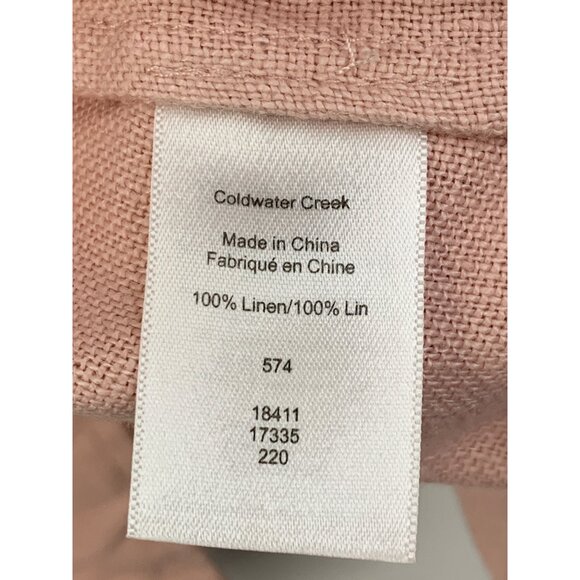 Coldwater Creek
Made in China
Fabriqué en Chine
100% Linen/100% Lin
574
18411
17335
220